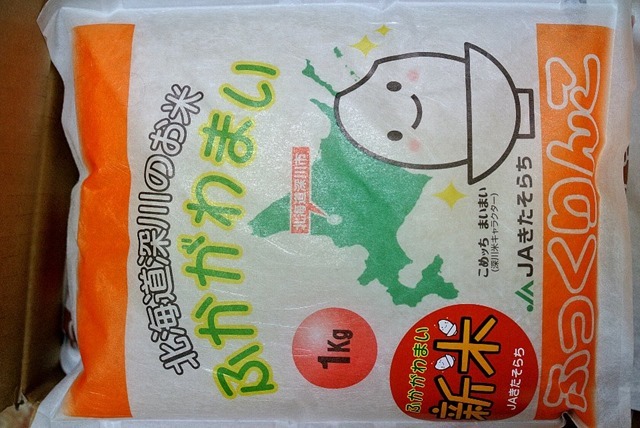 北海道深川のお米
ふかがわまい
北海道深川市
こめッち まいまい
(深川米キャラクター)
JAきたそらち
ふっくりんこ
1Kg
ふかがわまい
新米
JAきたそらち